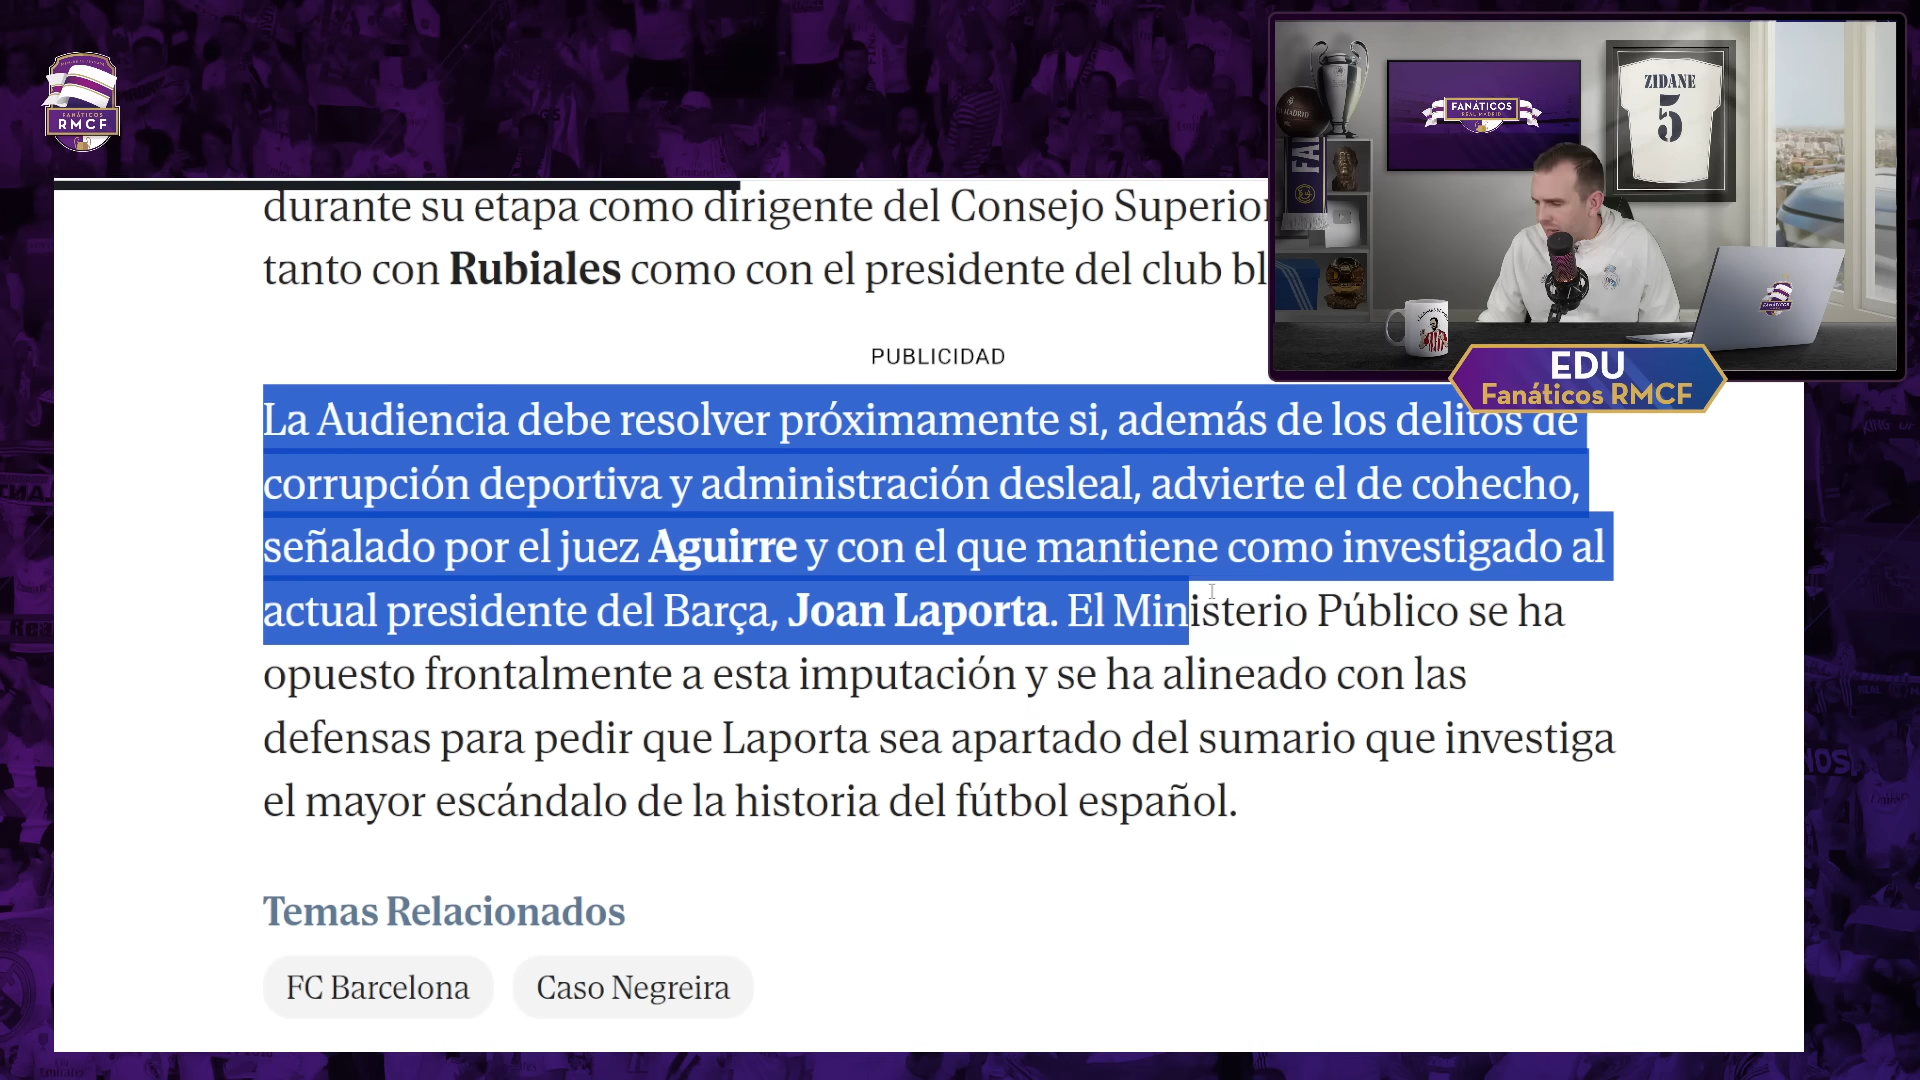 FANÁTICOS
RMCF
durante su etapa como dirigente del Consejo Superior
tanto con Rubiales como con el presidente del club bl
PUBLICIDAD
La Audiencia debe resolver próximamente si, además de los delitos de
corrupción deportiva y administración desleal, advierte el de cohecho,
señalado por el juez Aguirre y con el que mantiene como investigado al
actual presidente del Barça, Joan Laporta. El Ministerio Público se ha
opuesto frontalmente a esta imputación y se ha alineado con las
defensas para pedir que Laporta sea apartado del sumario que investiga
el mayor escándalo de la historia del fútbol español.
Temas Relacionados
FC Barcelona
Caso Negreira
FANÁTICOS
REAL MADRID
ZIDANE
5
FA
EDU
Fanáticos RMCF